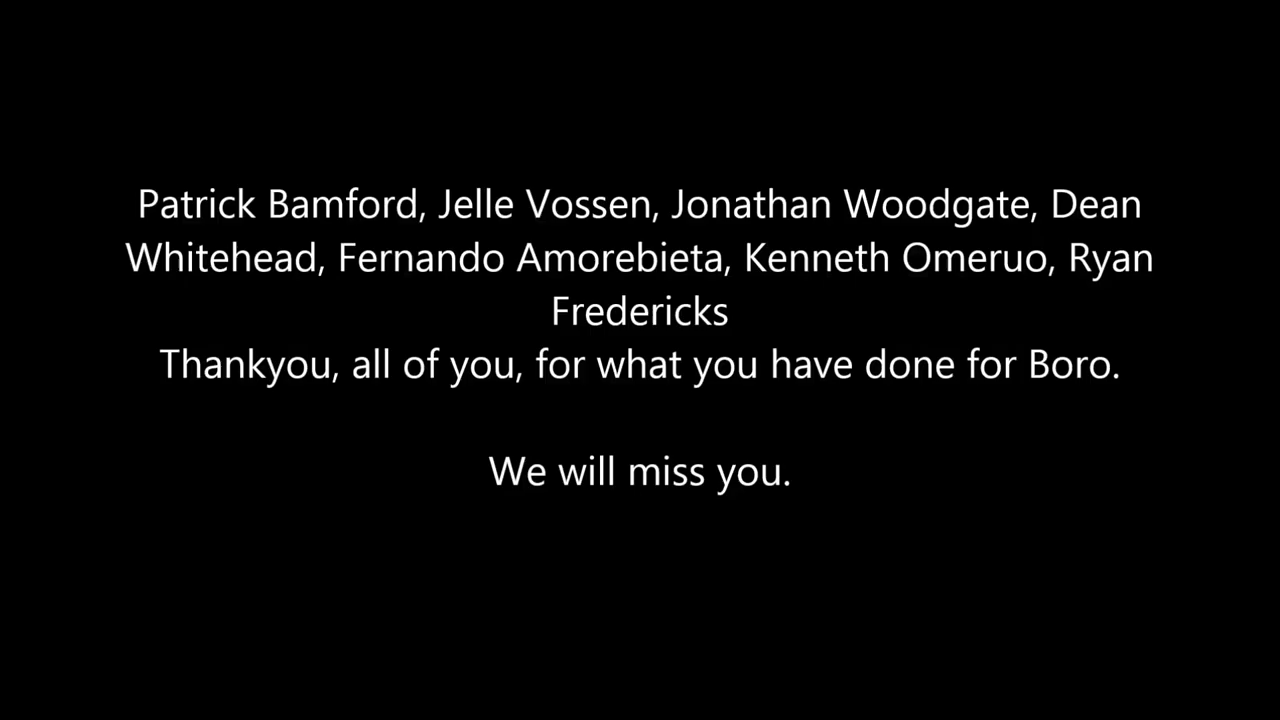 Patrick Bamford, Jelle Vossen, Jonathan Woodgate, Dean
Whitehead, Fernando Amorebieta, Kenneth Omeruo, Ryan
Fredericks
Thankyou, all of you, for what you have done for Boro.
We will miss you.